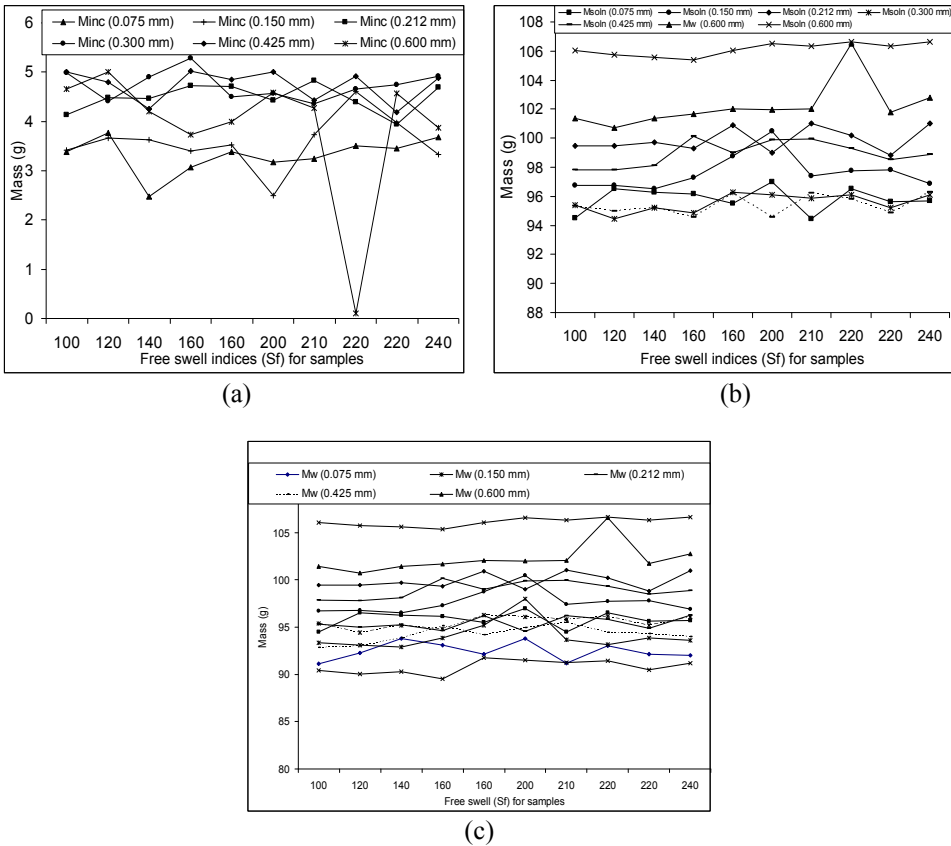 Minc (0.075 mm) Minc (0.150 mm) Minc (0.212 mm)
Minc (0.300 mm) Minc (0.425 mm) Minc (0.600 mm)
6
5
4
3
2
1
0
Mass (g)
100 120 140 160 160 200 210 220 220 240
Free swell indices (Sf) for samples
(a)
Msoln (0.075 mm) Msoln (0.150 mm) Msoln (0.212 mm) Msoln (0.300 mm)
Msoln (0.425 mm) Mw (0.600 mm) Msoln (0.600 mm)
108
106
104
102
100
98
96
94
92
90
88
Mass (g)
100 120 140 160 160 200 210 220 220 240
Free swell indices (Sf) for samples
(b)
Mw (0.075 mm) Mw (0.150 mm) Mw (0.212 mm)
Mw (0.425 mm) Mw (0.600 mm)
105
100
95
90
85
80
Mass (g)
100 120 140 160 160 200 210 220 220 240
Free swell (Sf) for samples
(c)